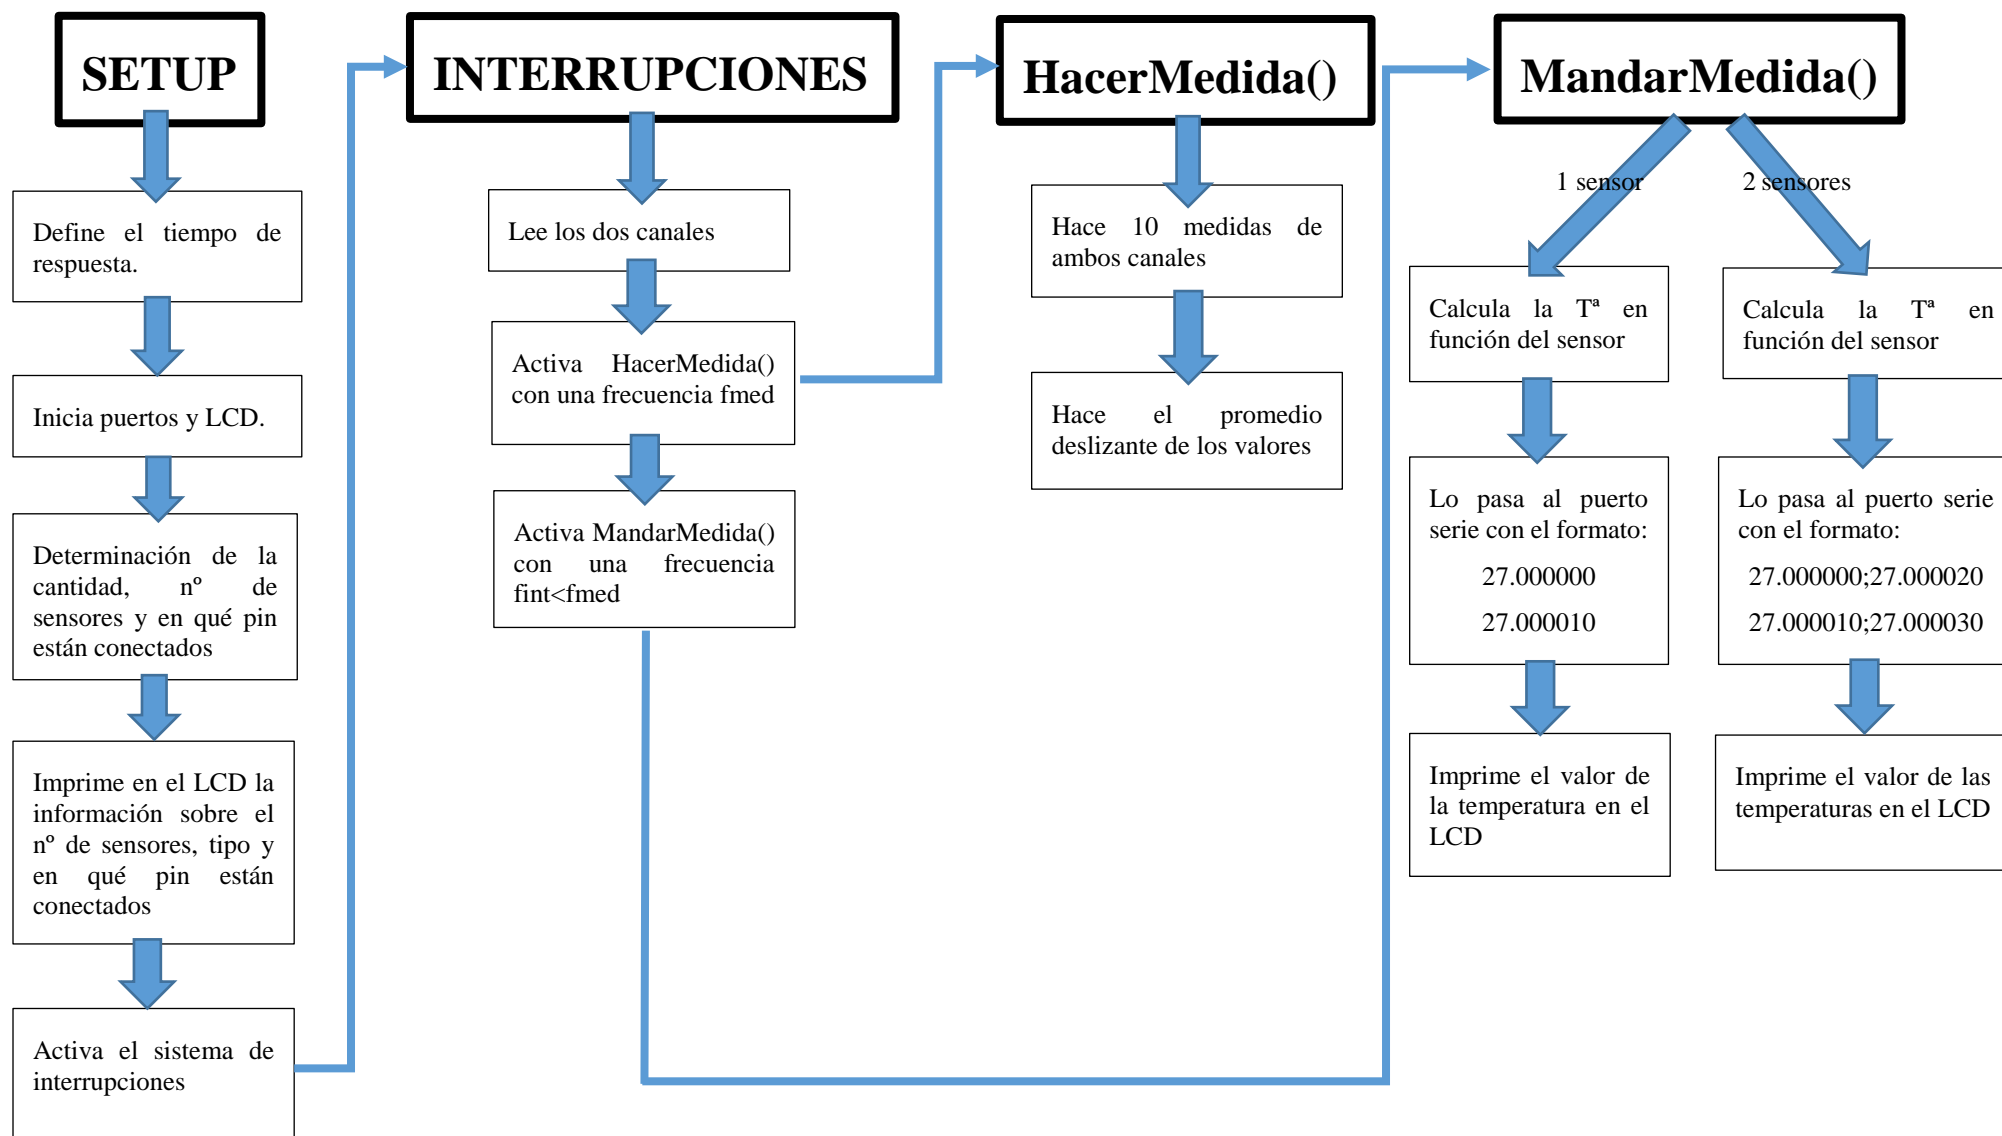 SETUP
Define el tiempo de
respuesta.
Inicia puertos y LCD.
Determinación de la
cantidad, nº de
sensores y en qué pin
están conectados
Imprime en el LCD la
información sobre el
nº de sensores, tipo y
en qué pin están
conectados
Activa el sistema de
interrupciones
INTERRUPCIONES
Lee los dos canales
Activa HacerMedida()
con una frecuencia fmed
Activa MandarMedida()
con una frecuencia
fint<fmed
HacerMedida()
Hace 10 medidas de
ambos canales
Hace el promedio
deslizante de los valores
MandarMedida()
1 sensor
Calcula la Tª en
función del sensor
Lo pasa al puerto
serie con el formato:
27.000000
27.000010
Imprime el valor de
la temperatura en el
LCD
2 sensores
Calcula la Tª en
función del sensor
Lo pasa al puerto serie
con el formato:
27.000000;27.000020
27.000010;27.000030
Imprime el valor de las
temperaturas en el LCD